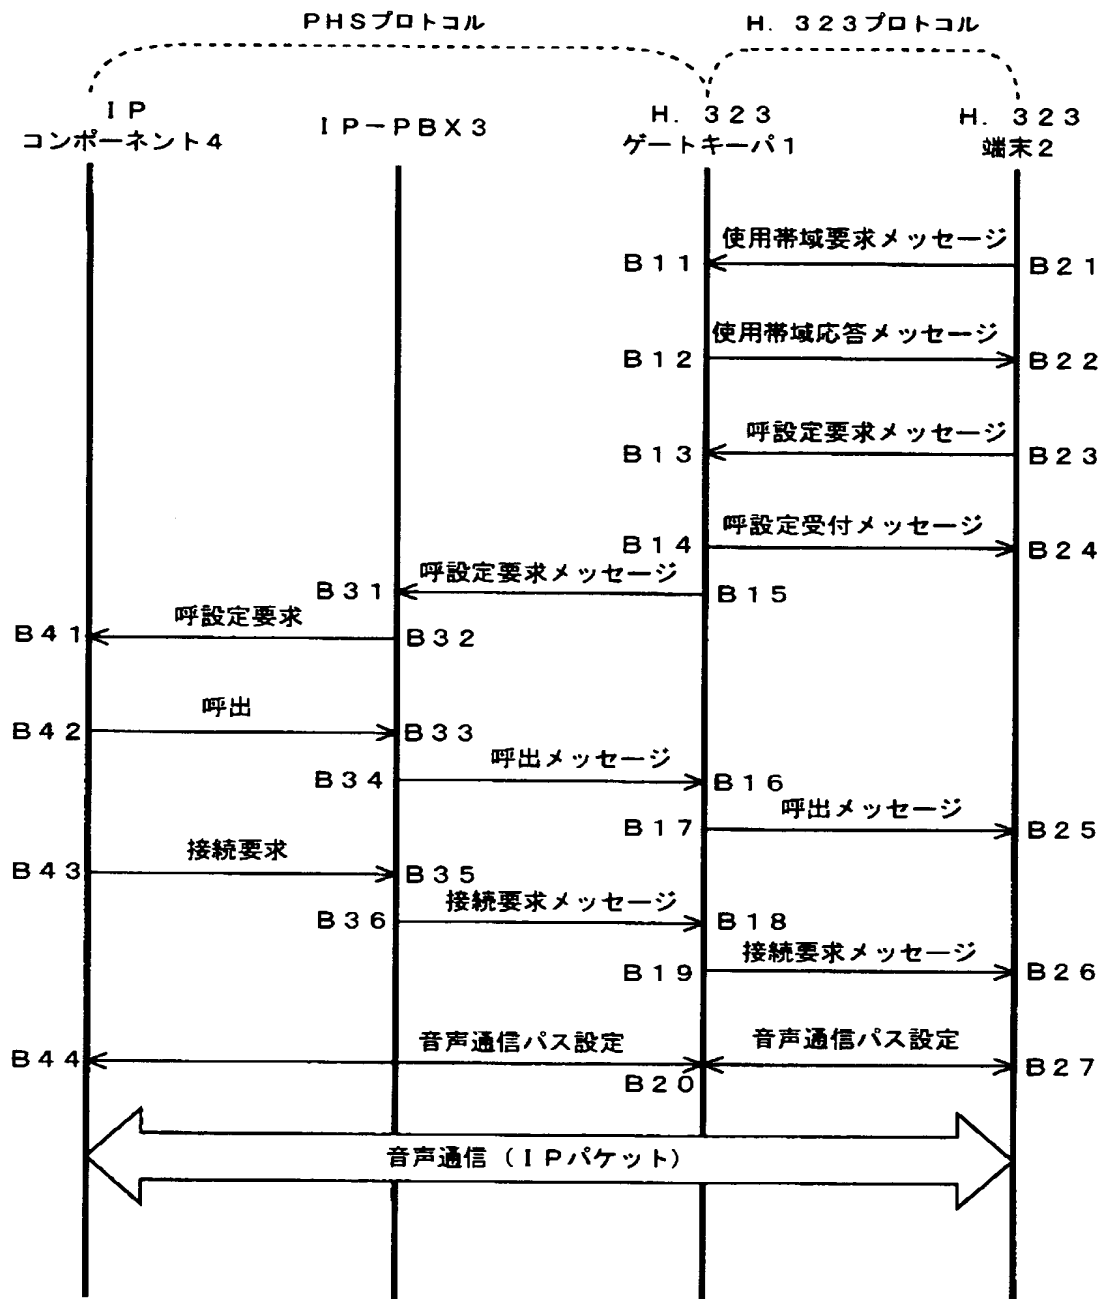 PHSプロトコル
H.323プロトコル
IP
コンポーネント4
IP-PBX3
H.323
ゲートキーパ1
H.323
端末2
使用帯域要求メッセージ
B11
B21
使用帯域応答メッセージ
B12
B22
呼設定要求メッセージ
B13
B23
呼設定受付メッセージ
B14
B24
呼設定要求メッセージ
B31
B15
呼設定要求
B41
B32
呼出
B42
B33
呼出メッセージ
B34
B16
呼出メッセージ
B17
B25
接続要求
B43
B35
接続要求メッセージ
B36
B18
接続要求メッセージ
B19
B26
音声通信パス設定
音声通信パス設定
B44
B20
B27
音声通信(IPパケット)